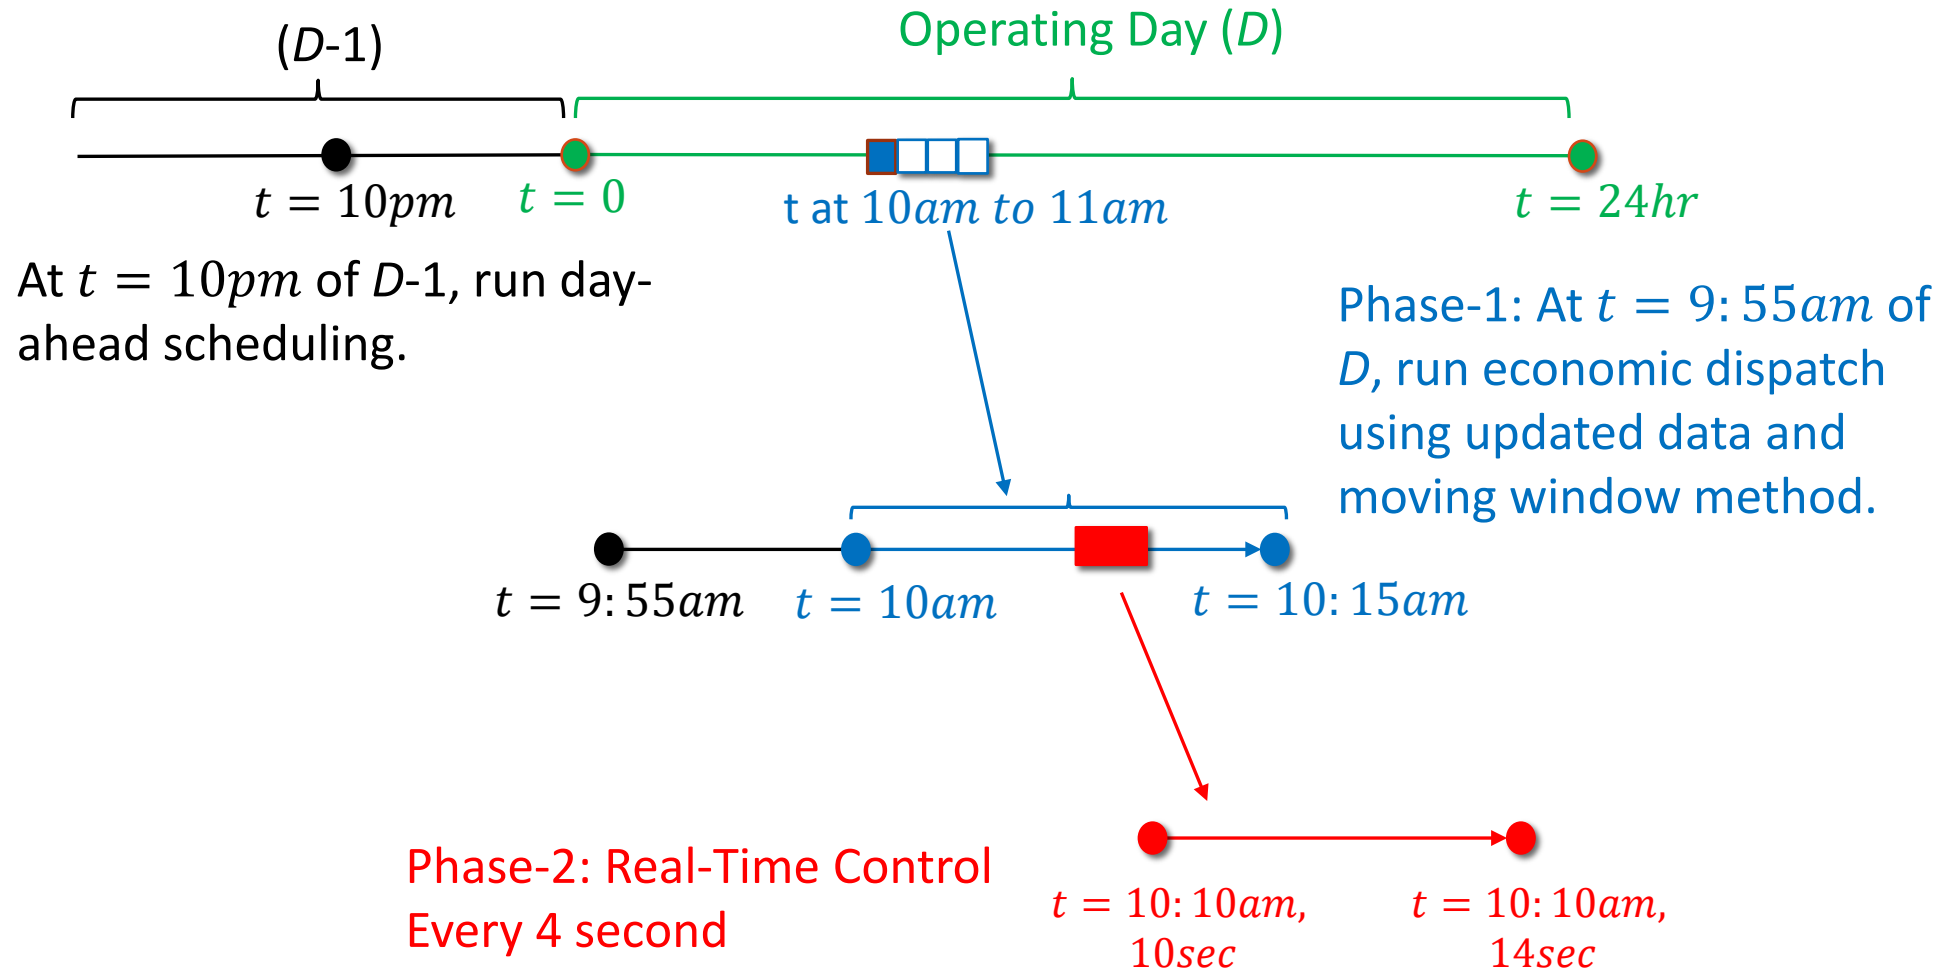 (D-1)
Operating Day (D)
t = 10pm
t = 0
t at 10am to 11am
t = 24hr
At t = 10pm of D-1, run day-
ahead scheduling.
Phase-1: At t = 9: 55am of
D, run economic dispatch
using updated data and
moving window method.
t = 9: 55am
t = 10am
t = 10: 15am
Phase-2: Real-Time Control
Every 4 second
t = 10: 10am,
10sec
t = 10: 10am,
14sec